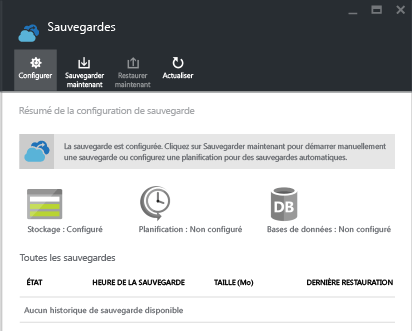 Sauvegardes
Configurer
Sauvegarder
maintenant
Restaurer
maintenant
Actualiser
Résumé de la configuration de sauvegarde
La sauvegarde est configurée. Cliquez sur Sauvegarder maintenant pour démarrer manuellement
une sauvegarde ou configurez une planification pour des sauvegardes automatiques.
DB
Stockage : Configuré
Planification : Non configuré
Bases de données : Non configuré
Toutes les sauvegardes
ÉTAT HEURE DE LA SAUVEGARDE TAILLE (Mo) DERNIÈRE RESTAURATION
Aucun historique de sauvegarde disponible